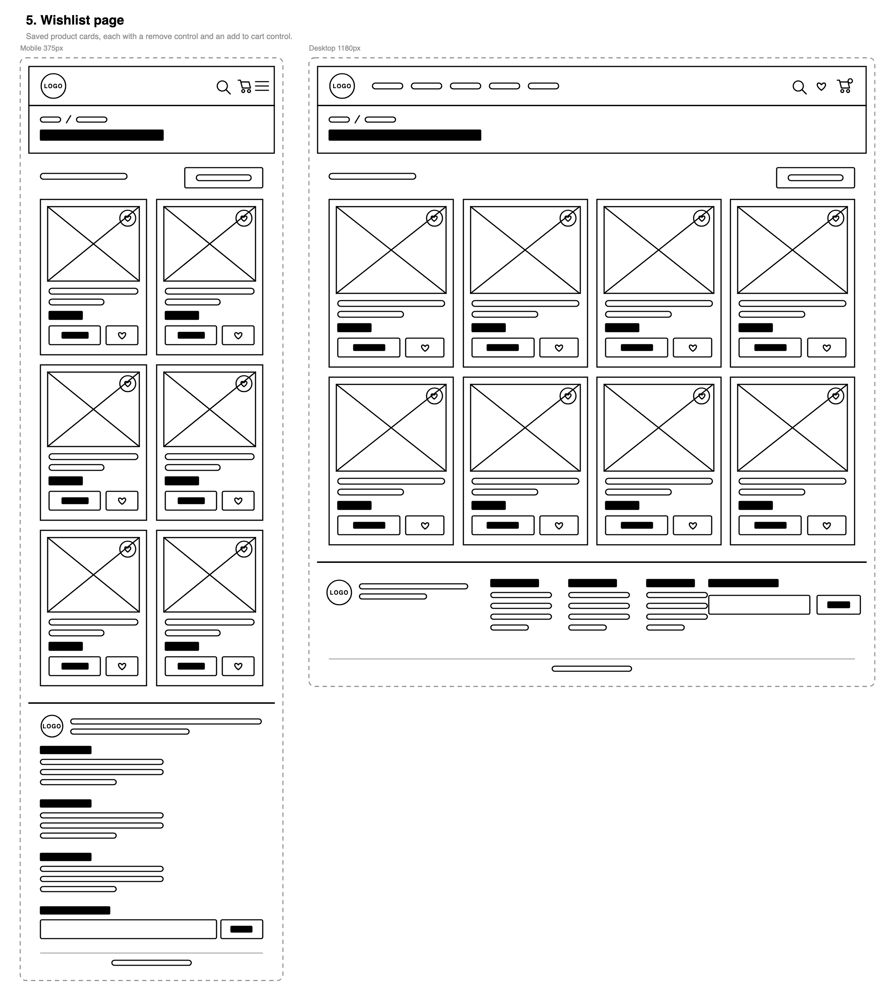 5. Wishlist page
Saved product cards, each with a remove control and an add to cart control.
Mobile 375px
Desktop 1180px
LOGO
LOGO
LOGO
LOGO